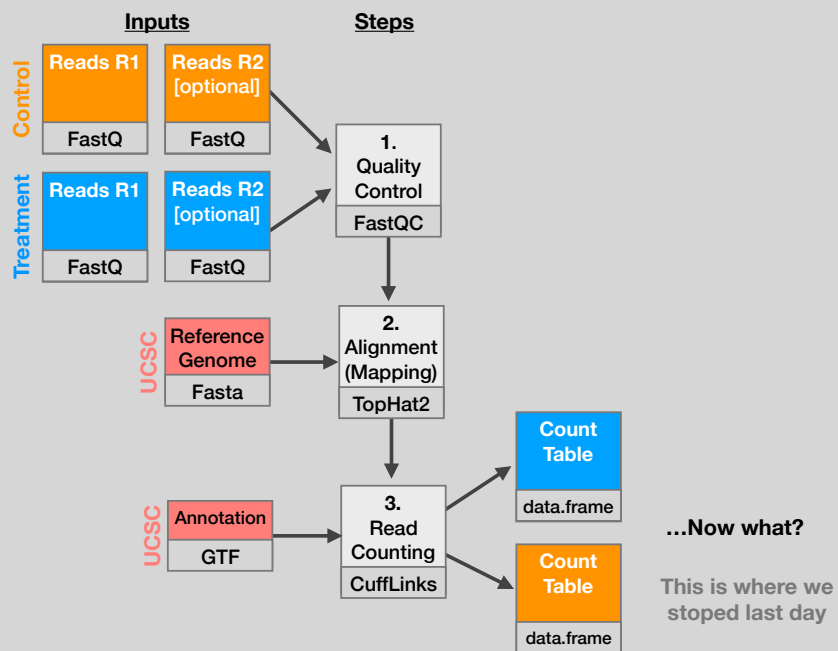 Inputs
Steps
Control
Reads R1
FastQ
Reads R2
[optional]
FastQ
Treatment
Reads R1
FastQ
Reads R2
[optional]
FastQ
1.
Quality
Control
FastQC
UCSC
Reference
Genome
Fasta
2.
Alignment
(Mapping)
TopHat2
UCSC
Annotation
GTF
3.
Read
Counting
CuffLinks
Count
Table
data.frame
Count
Table
data.frame
...Now what?
This is where we
stoped last day